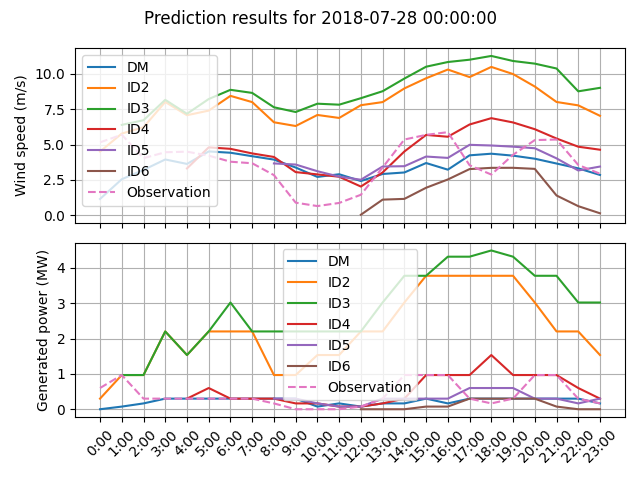 Prediction results for 2018-07-28 00:00:00
Wind speed (m/s)
10.0
7.5
5.0
2.5
0.0
DM
ID2
ID3
ID4
ID5
ID6
Observation
Generated power (MW)
4
3
2
1
0
DM
ID2
ID3
ID4
ID5
ID6
Observation
0:00 1:00 2:00 3:00 4:00 5:00 6:00 7:00 8:00 9:00 10:00 11:00 12:00 13:00 14:00 15:00 16:00 17:00 18:00 19:00 20:00 21:00 22:00 23:00